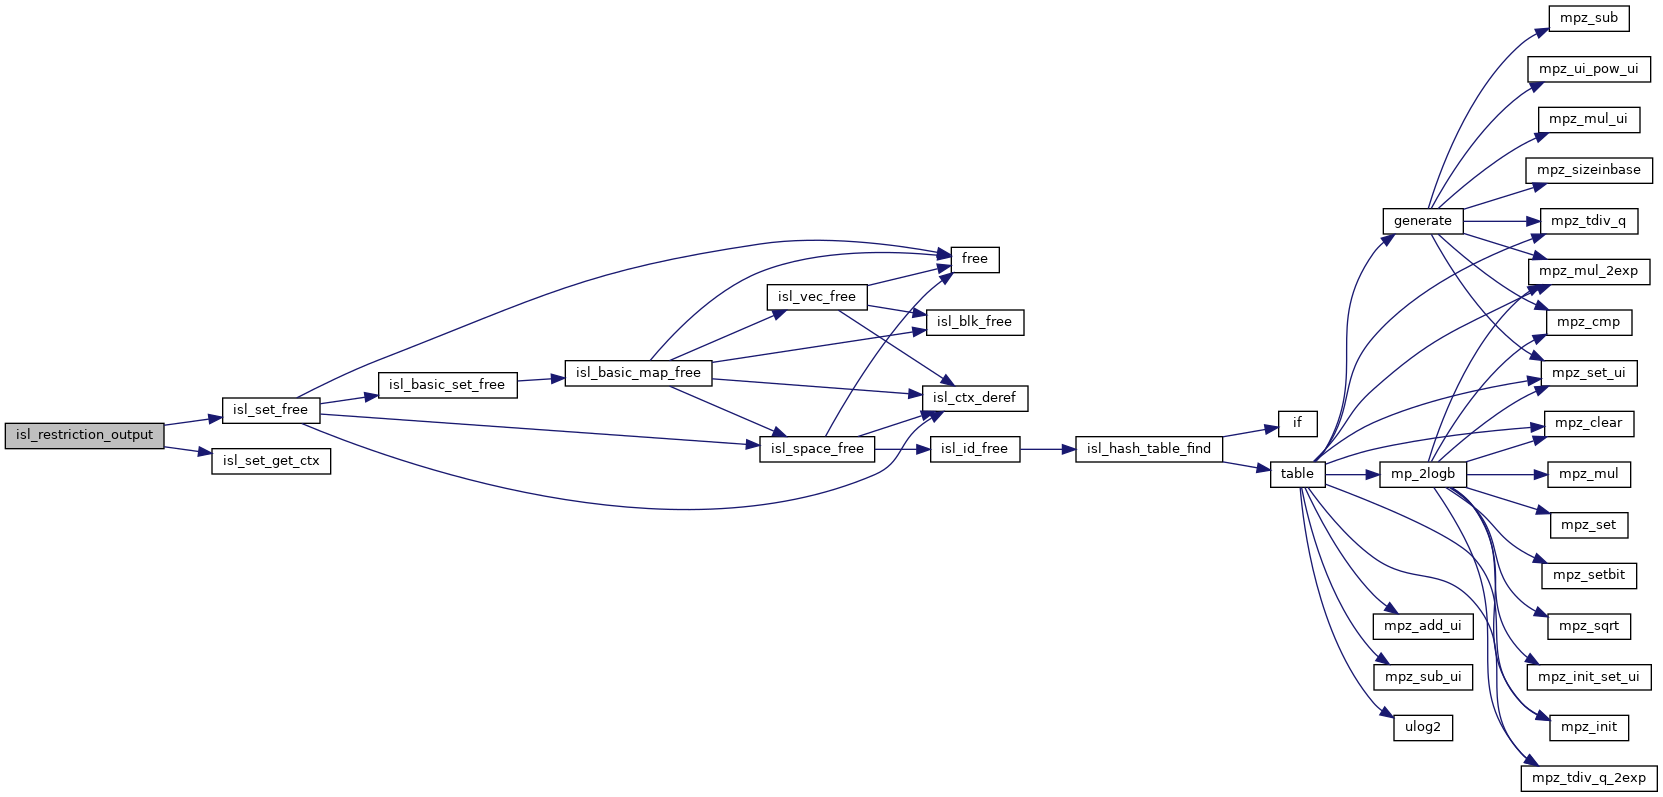 isl_restriction_output
isl_set_free
isl_set_get_ctx
isl_basic_set_free
isl_basic_map_free
isl_vec_free
isl_space_free
free
isl_blk_free
isl_ctx_deref
isl_id_free
isl_hash_table_find
if
table
generate
mp_2logb
mpz_add_ui
mpz_sub_ui
ulog2
mpz_sub
mpz_ui_pow_ui
mpz_mul_ui
mpz_sizeinbase
mpz_tdiv_q
mpz_mul_2exp
mpz_cmp
mpz_set_ui
mpz_clear
mpz_mul
mpz_set
mpz_setbit
mpz_sqrt
mpz_init_set_ui
mpz_init
mpz_tdiv_q_2exp